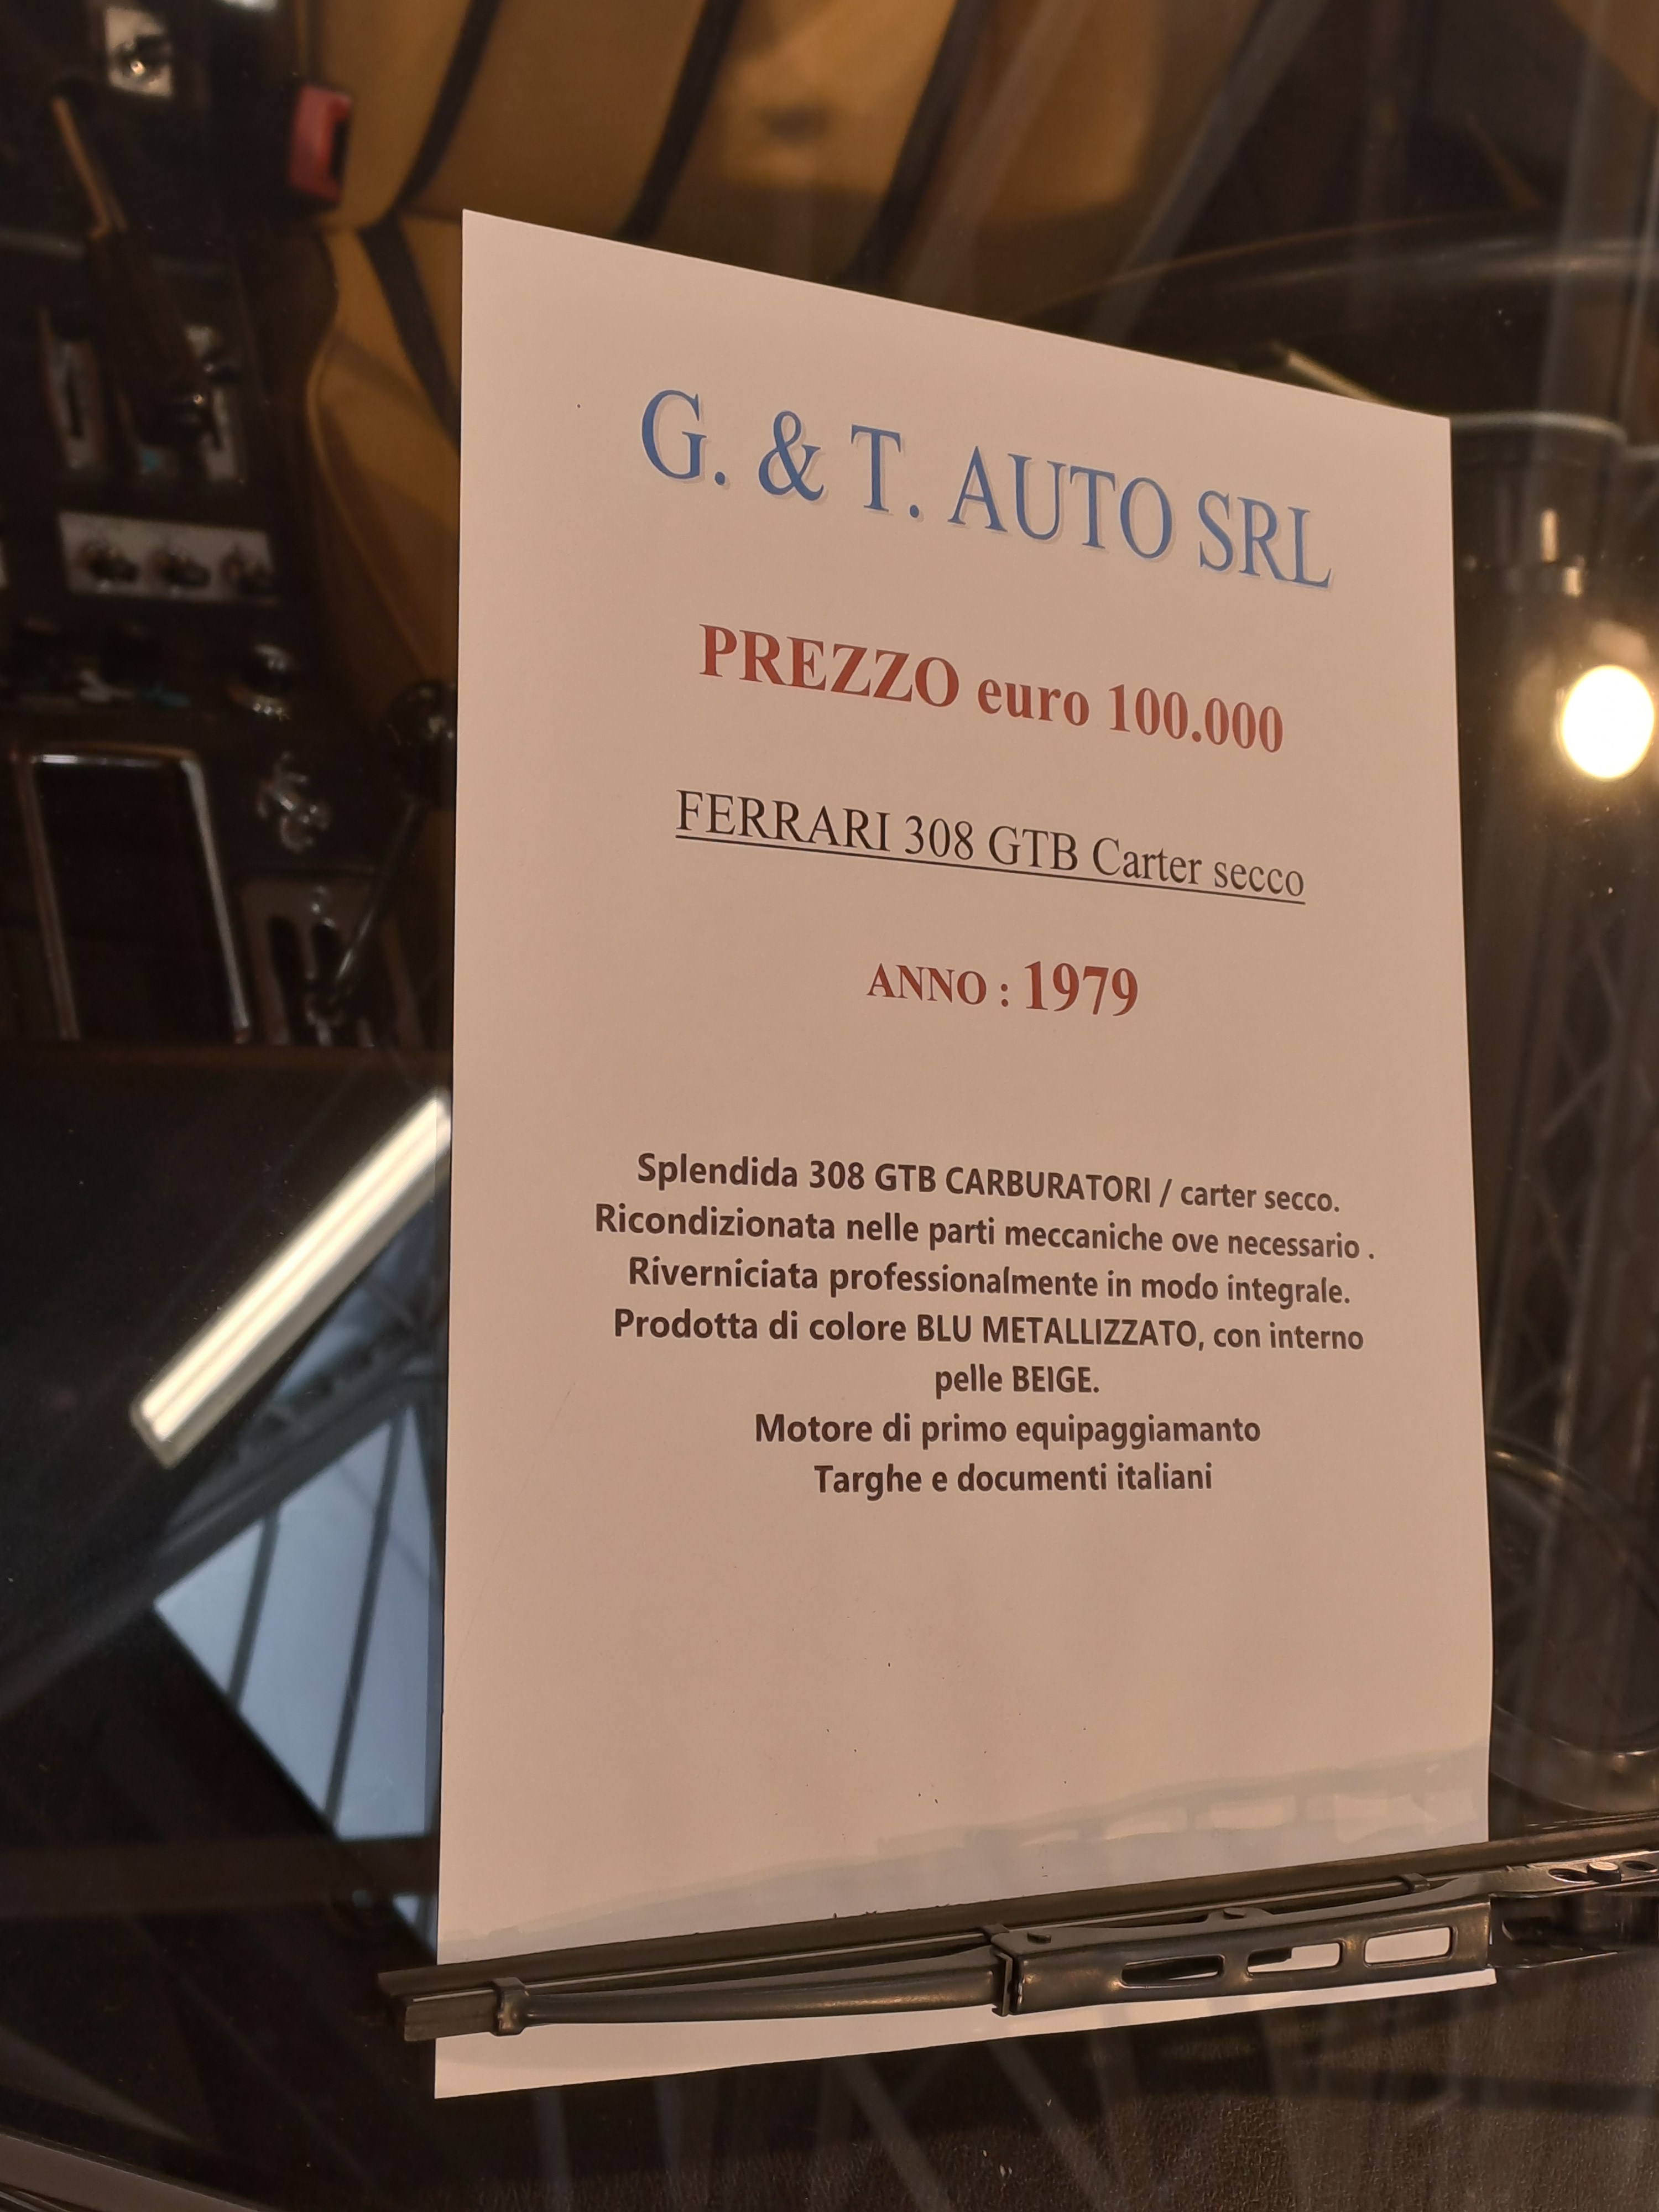 G. & T. AUTO SRL
PREZZO euro 100.000
FERRARI 308 GTB Carter secco
ANNO : 1979
Splendida 308 GTB CARBURATORI / carter secco.
Ricondizionata nelle parti meccaniche ove necessario .
Riverniciata professionalmente in modo integrale.
Prodotta di colore BLU METALLIZZATO, con interno
pelle BEIGE.
Motore di primo equipaggiamanto
Targhe e documenti italiani